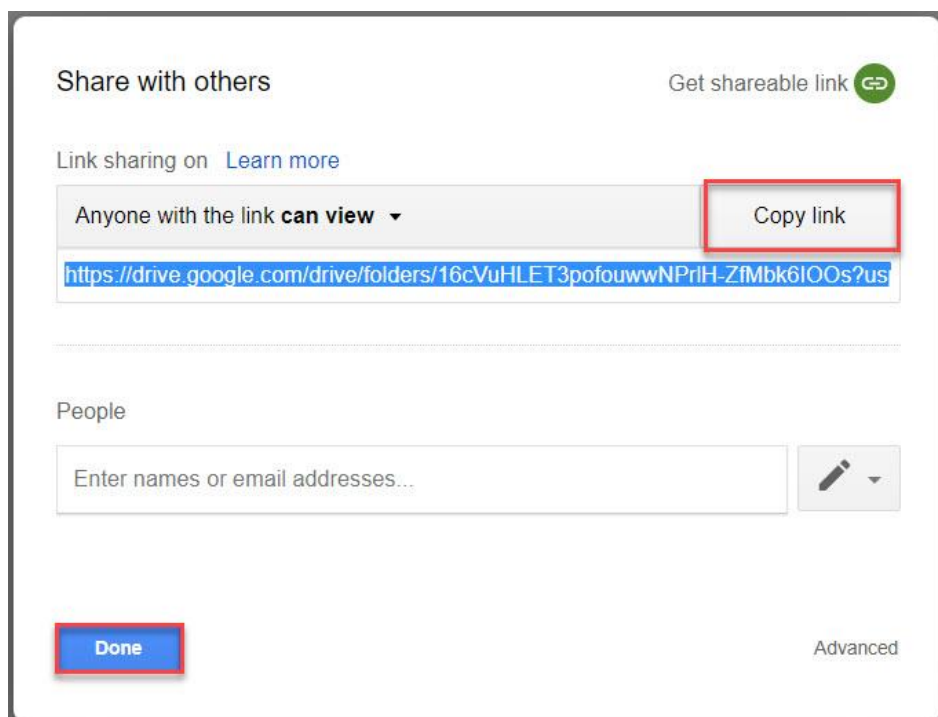 Share with others
Get shareable link
Link sharing on Learn more
Anyone with the link can view
Copy link
https://drive.google.com/drive/folders/16cVuHLET3pofouwwNPrlH-ZfMbk6IOOs?usp
People
Enter names or email addresses...
Done
Advanced